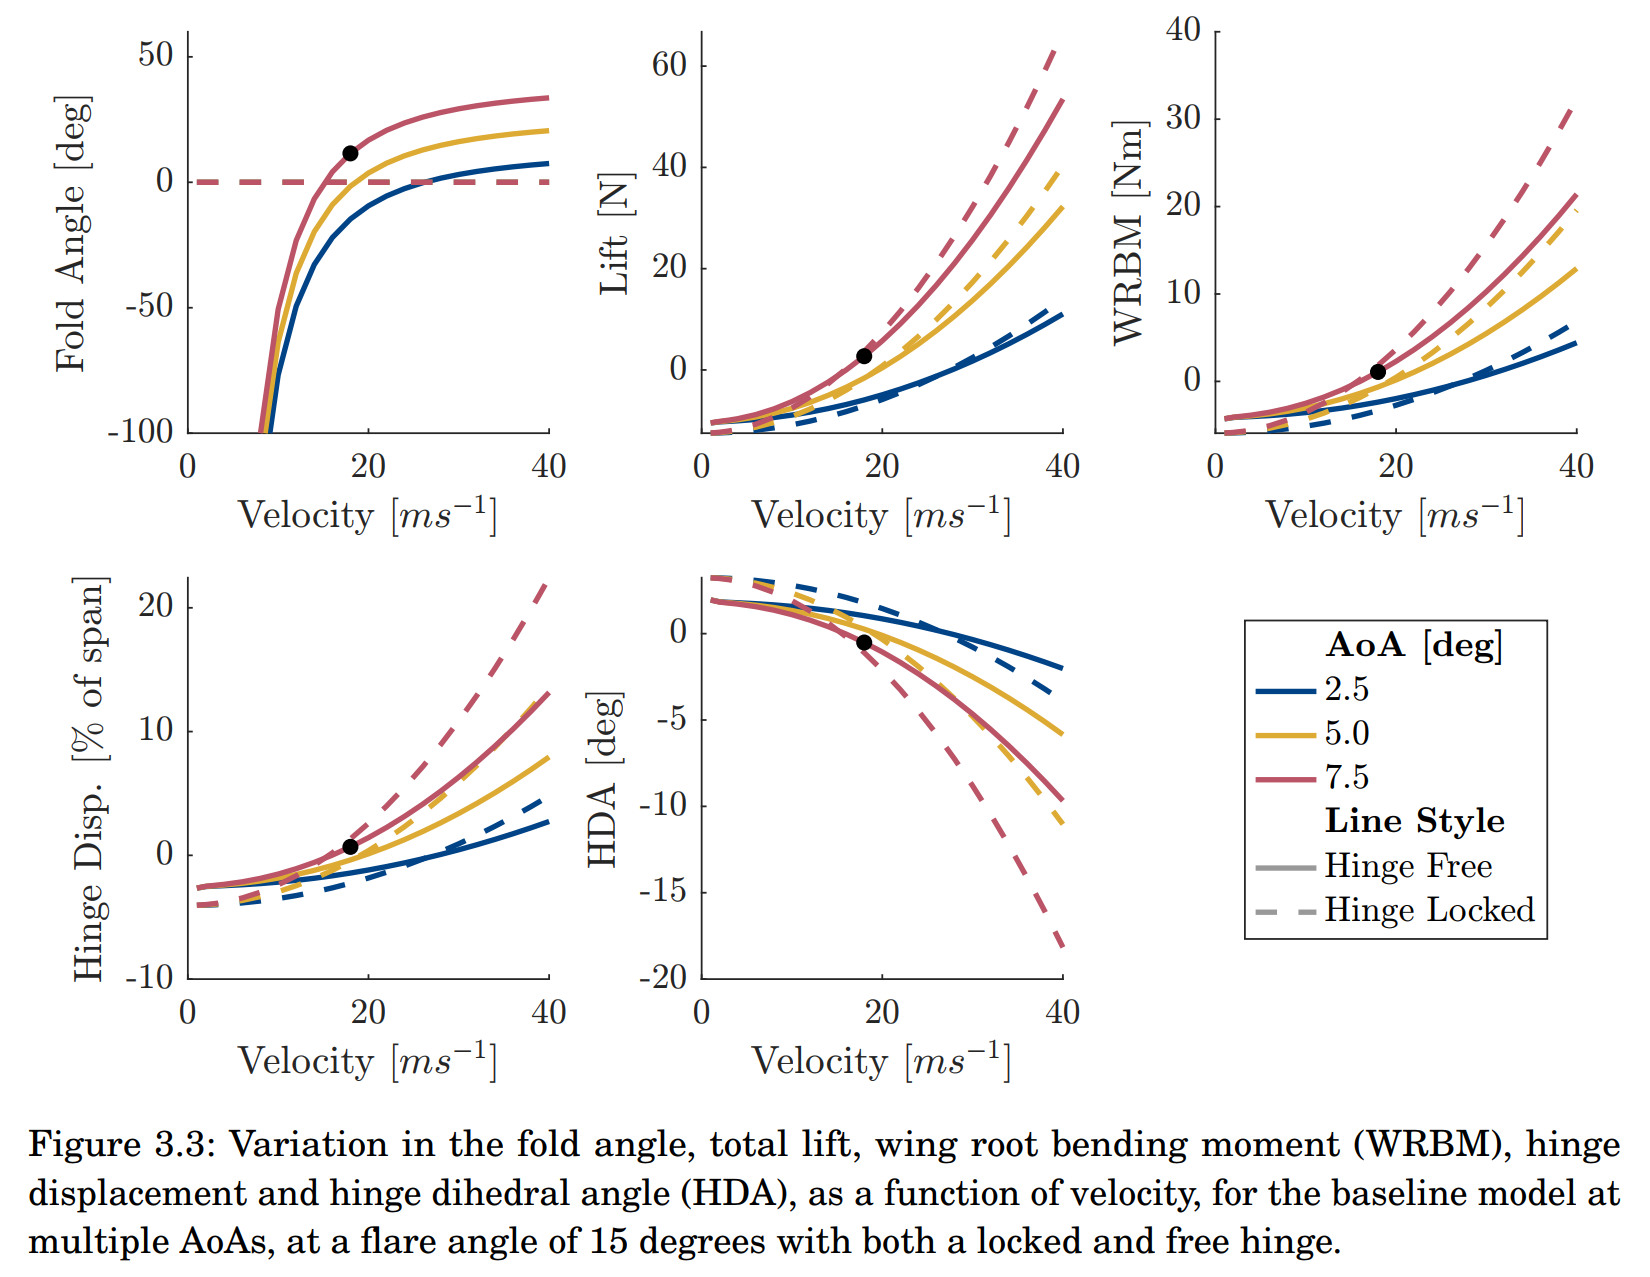 Fold Angle [deg]
50
0
-50
-100
0 20 40
Velocity [ms⁻¹]
Lift [N]
60
40
20
0
0 20 40
Velocity [ms⁻¹]
WRBM [Nm]
40
30
20
10
0
0 20 40
Velocity [ms⁻¹]
Hinge Disp. [% of span]
20
10
0
-10
0 20 40
Velocity [ms⁻¹]
HDA [deg]
0
-5
-10
-15
-20
0 20 40
Velocity [ms⁻¹]
AoA [deg]
2.5
5.0
7.5
Line Style
Hinge Free
Hinge Locked
Figure 3.3: Variation in the fold angle, total lift, wing root bending moment (WRBM), hinge
displacement and hinge dihedral angle (HDA), as a function of velocity, for the baseline model at
multiple AoAs, at a flare angle of 15 degrees with both a locked and free hinge.